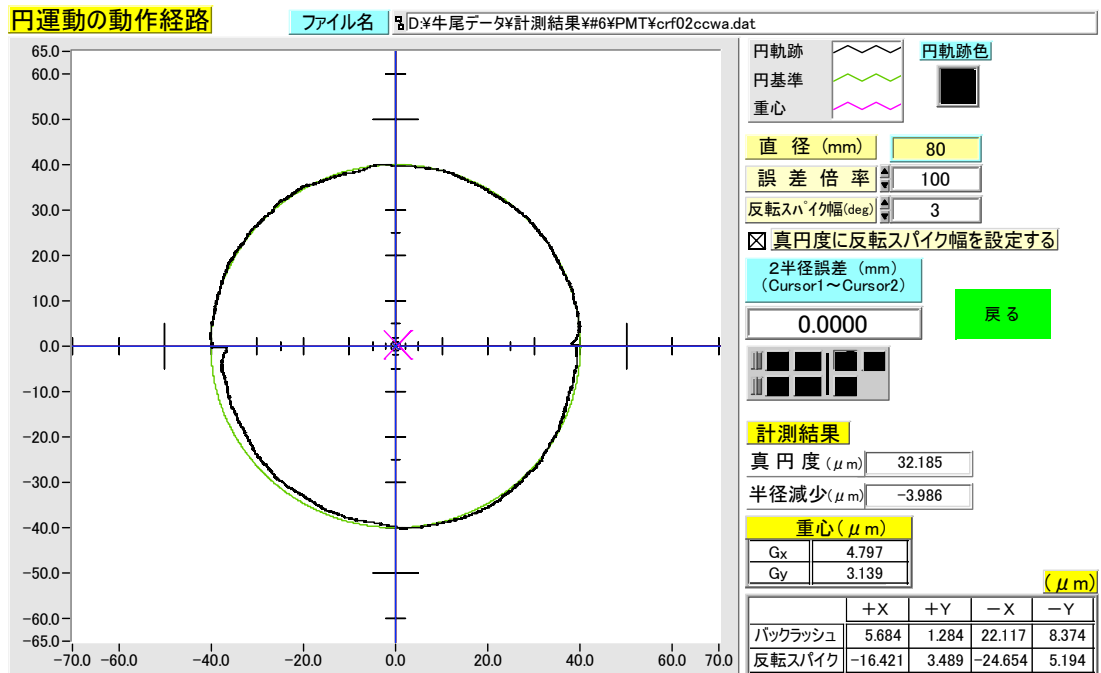 円運動の動作経路
ファイル名 D:¥牛尾データ¥計測結果¥#6¥PMT¥crf02ccwa.dat
65.0
60.0
50.0
40.0
30.0
20.0
10.0
0.0
-10.0
-20.0
-30.0
-40.0
-50.0
-60.0
-65.0
-70.0 -60.0 -40.0 -20.0 0.0 20.0 40.0 60.0 70.0
円軌跡
円基準
重心
円軌跡色
直 径 (mm) 80
誤 差 倍 率 100
反転スパイク幅(deg) 3
真円度に反転スパイク幅を設定する
2半径誤差 (mm)
(Cursor1～Cursor2)
0.0000
戻る
計測結果
真 円 度 (μm) 32.185
半径減少(μm) -3.986
重心(μm)
Gx 4.797
Gy 3.139
(μm)
+X +Y -X -Y
バックラッシュ 5.684 1.284 22.117 8.374
反転スパイク -16.421 3.489 -24.654 5.194